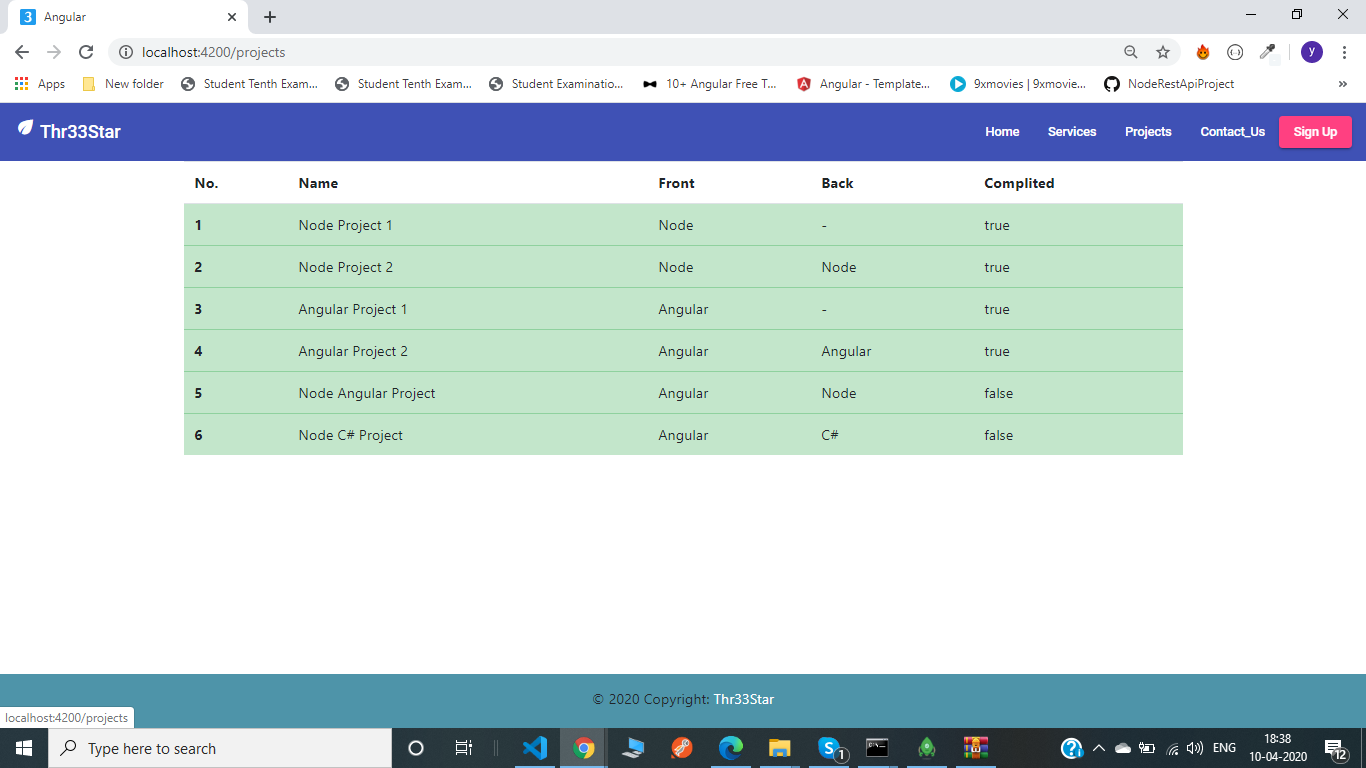 3 Angular
localhost:4200/projects
y
Apps New folder Student Tenth Exam... Student Tenth Exam... Student Examinatio... 10+ Angular Free T... Angular - Template... 9xmovies | 9xmovie... NodeRestApiProject »
Thr33Star Home Services Projects Contact_Us Sign Up
No. Name Front Back Complited
1 Node Project 1 Node - true
2 Node Project 2 Node Node true
3 Angular Project 1 Angular - true
4 Angular Project 2 Angular Angular true
5 Node Angular Project Angular Node false
6 Node C# Project Angular C# false
© 2020 Copyright: Thr33Star
localhost:4200/projects
Type here to search
1
ENG
18:38
10-04-2020
12